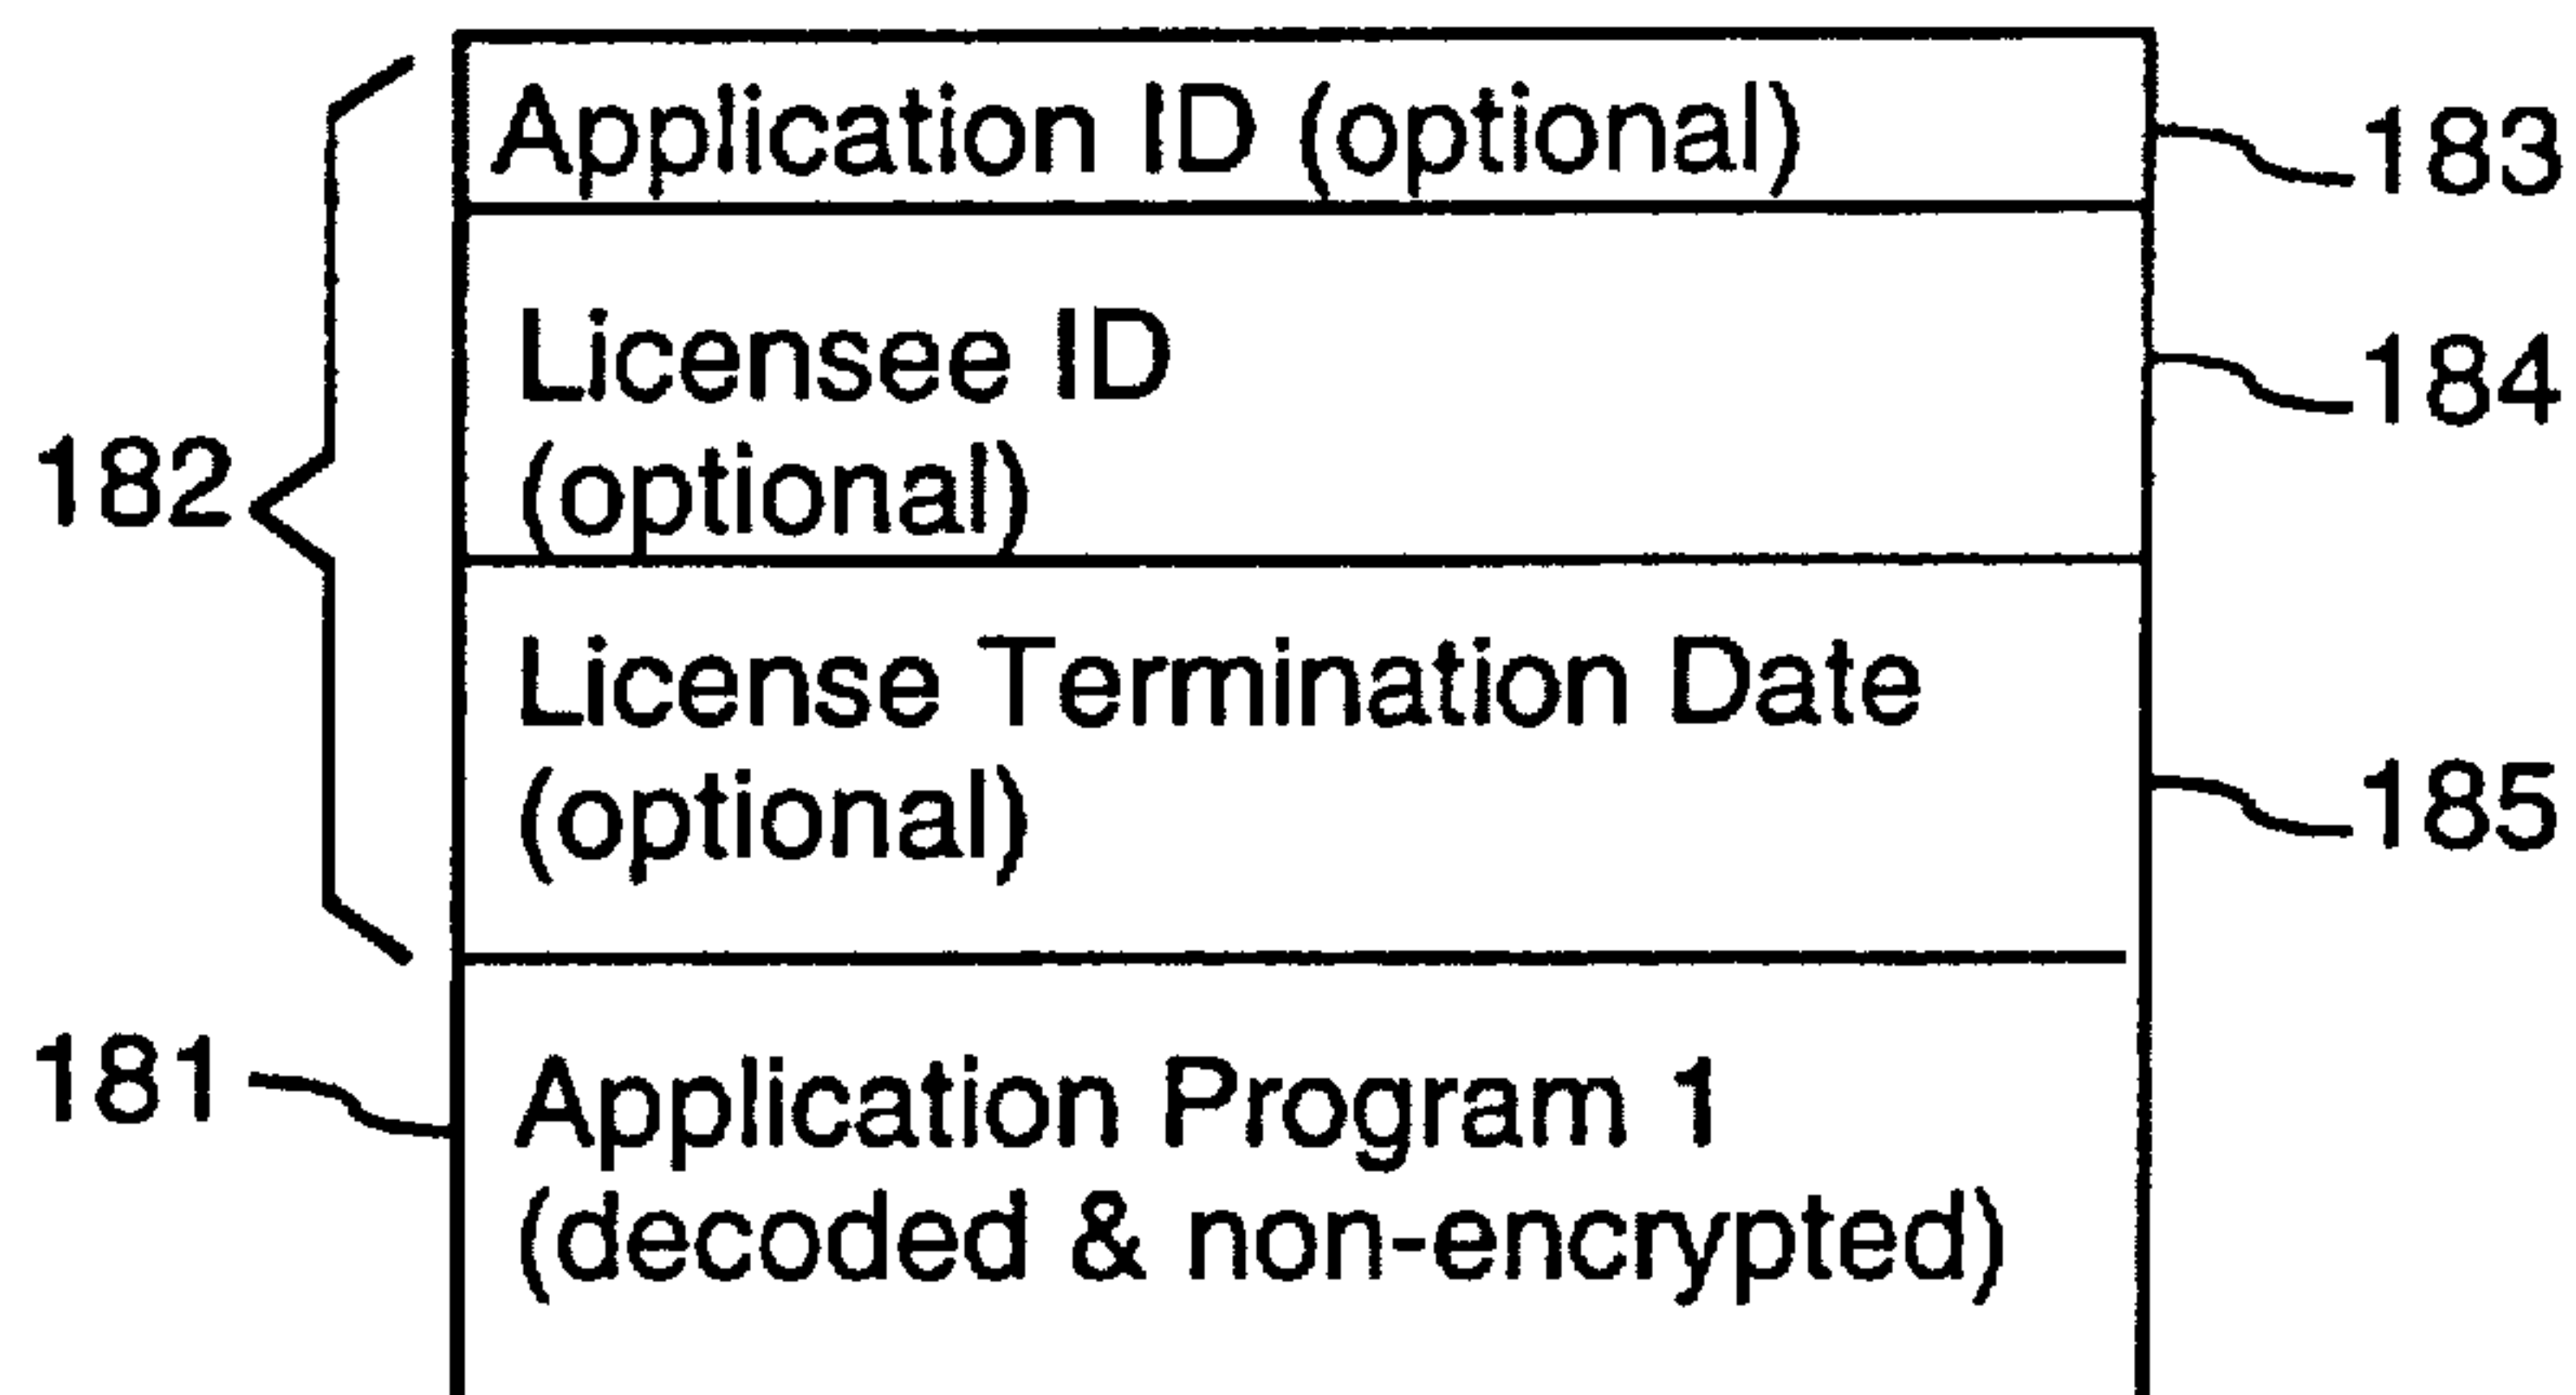 Application ID (optional)
183
Licensee ID
(optional)
184
182
License Termination Date
(optional)
185
181
Application Program 1
(decoded & non-encrypted)